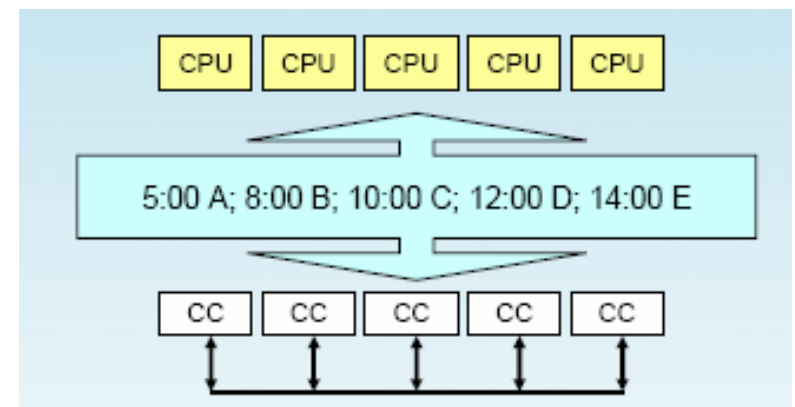 CPU CPU CPU CPU CPU
5:00 A; 8:00 B; 10:00 C; 12:00 D; 14:00 E
CC CC CC CC CC